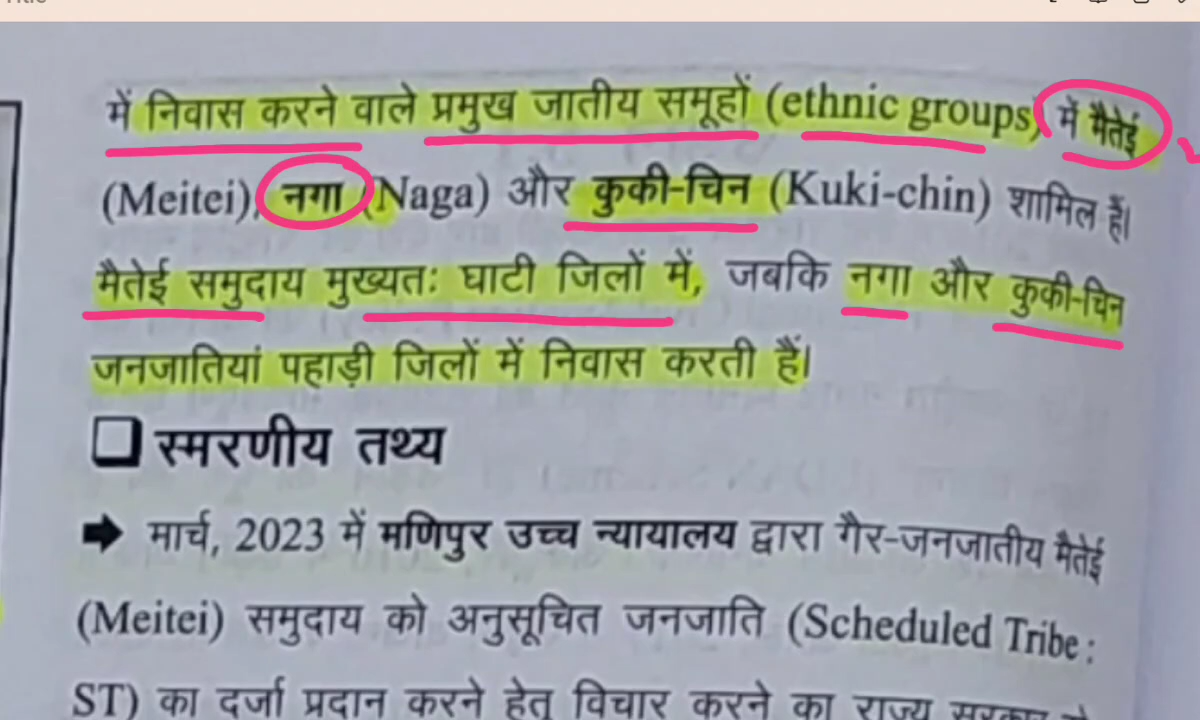 में निवास करने वाले प्रमुख जातीय समूहों (ethnic groups) में मैतेई
(Meitei), नगा (Naga) और कुकी-चिन (Kuki-chin) शामिल हैं।
मैतेई समुदाय मुख्यतः घाटी जिलों में, जबकि नगा और कुकी-चिन
जनजातियां पहाड़ी जिलों में निवास करती हैं।
❑ स्मरणीय तथ्य
➡ मार्च, 2023 में मणिपुर उच्च न्यायालय द्वारा गैर-जनजातीय मैतेई
(Meitei) समुदाय को अनुसूचित जनजाति (Scheduled Tribe :
ST) का दर्जा प्रदान करने हेतु विचार करने का राज्य